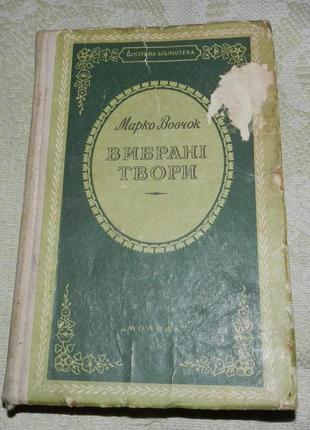 ШКІЛЬНА БІБЛІОТЕКА
Марко Вовчок
ВИБРАНІ
ТВОРИ
„МОЛОДЬ"